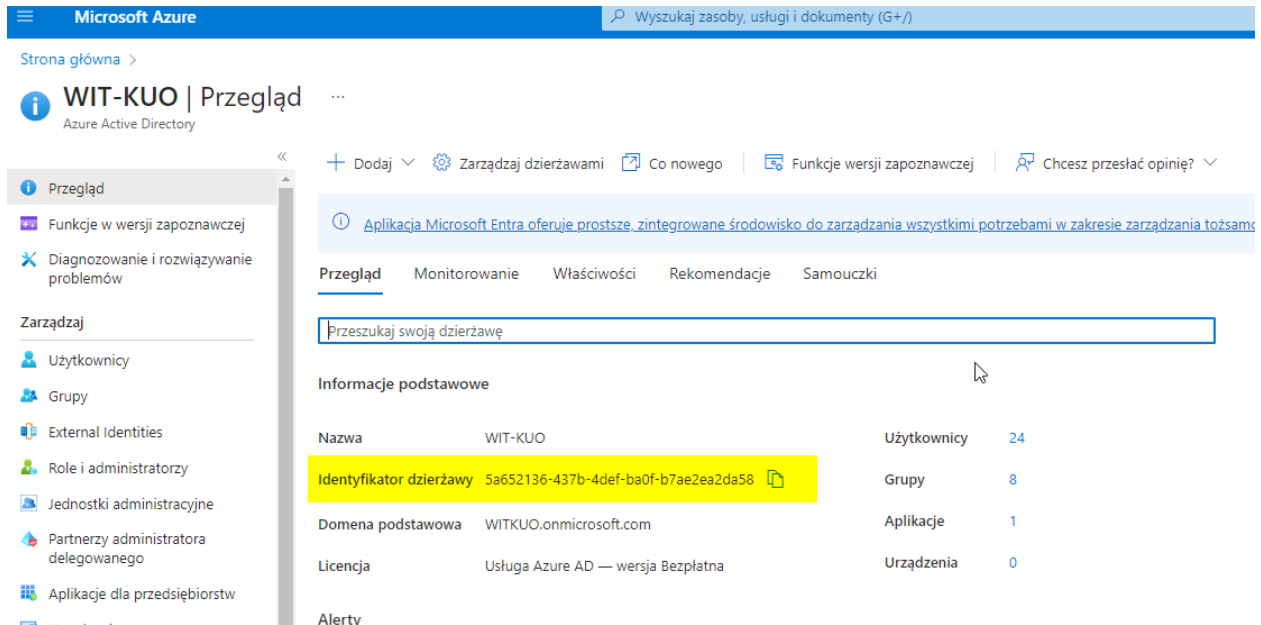 Microsoft Azure
Wyszukaj zasoby, usługi i dokumenty (G+/)
Strona główna >
WIT-KUO | Przegląd ...
Azure Active Directory
Przegląd
Funkcje w wersji zapoznawczej
Diagnozowanie i rozwiązywanie
problemów
Zarządzaj
Użytkownicy
Grupy
External Identities
Role i administratorzy
Jednostki administracyjne
Partnerzy administratora
delegowanego
Aplikacje dla przedsiębiorstw
Dodaj
Zarządzaj dzierżawami
Co nowego
Funkcje wersji zapoznawczej
Chcesz przesłać opinię?
Aplikacja Microsoft Entra oferuje prostsze, zintegrowane środowisko do zarządzania wszystkimi potrzebami w zakresie zarządzania
Przegląd Monitorowanie Właściwości Rekomendacje Samouczki
Przeszukaj swoją dzierżawę
Informacje podstawowe
Nazwa WIT-KUO
Identyfikator dzierżawy 5a652136-437b-4def-ba0f-b7ae2ea2da58
Domena podstawowa WITKUO.onmicrosoft.com
Licencja Usługa Azure AD — wersja Bezpłatna
Użytkownicy 24
Grupy 8
Aplikacje 1
Urządzenia 0
Alerty